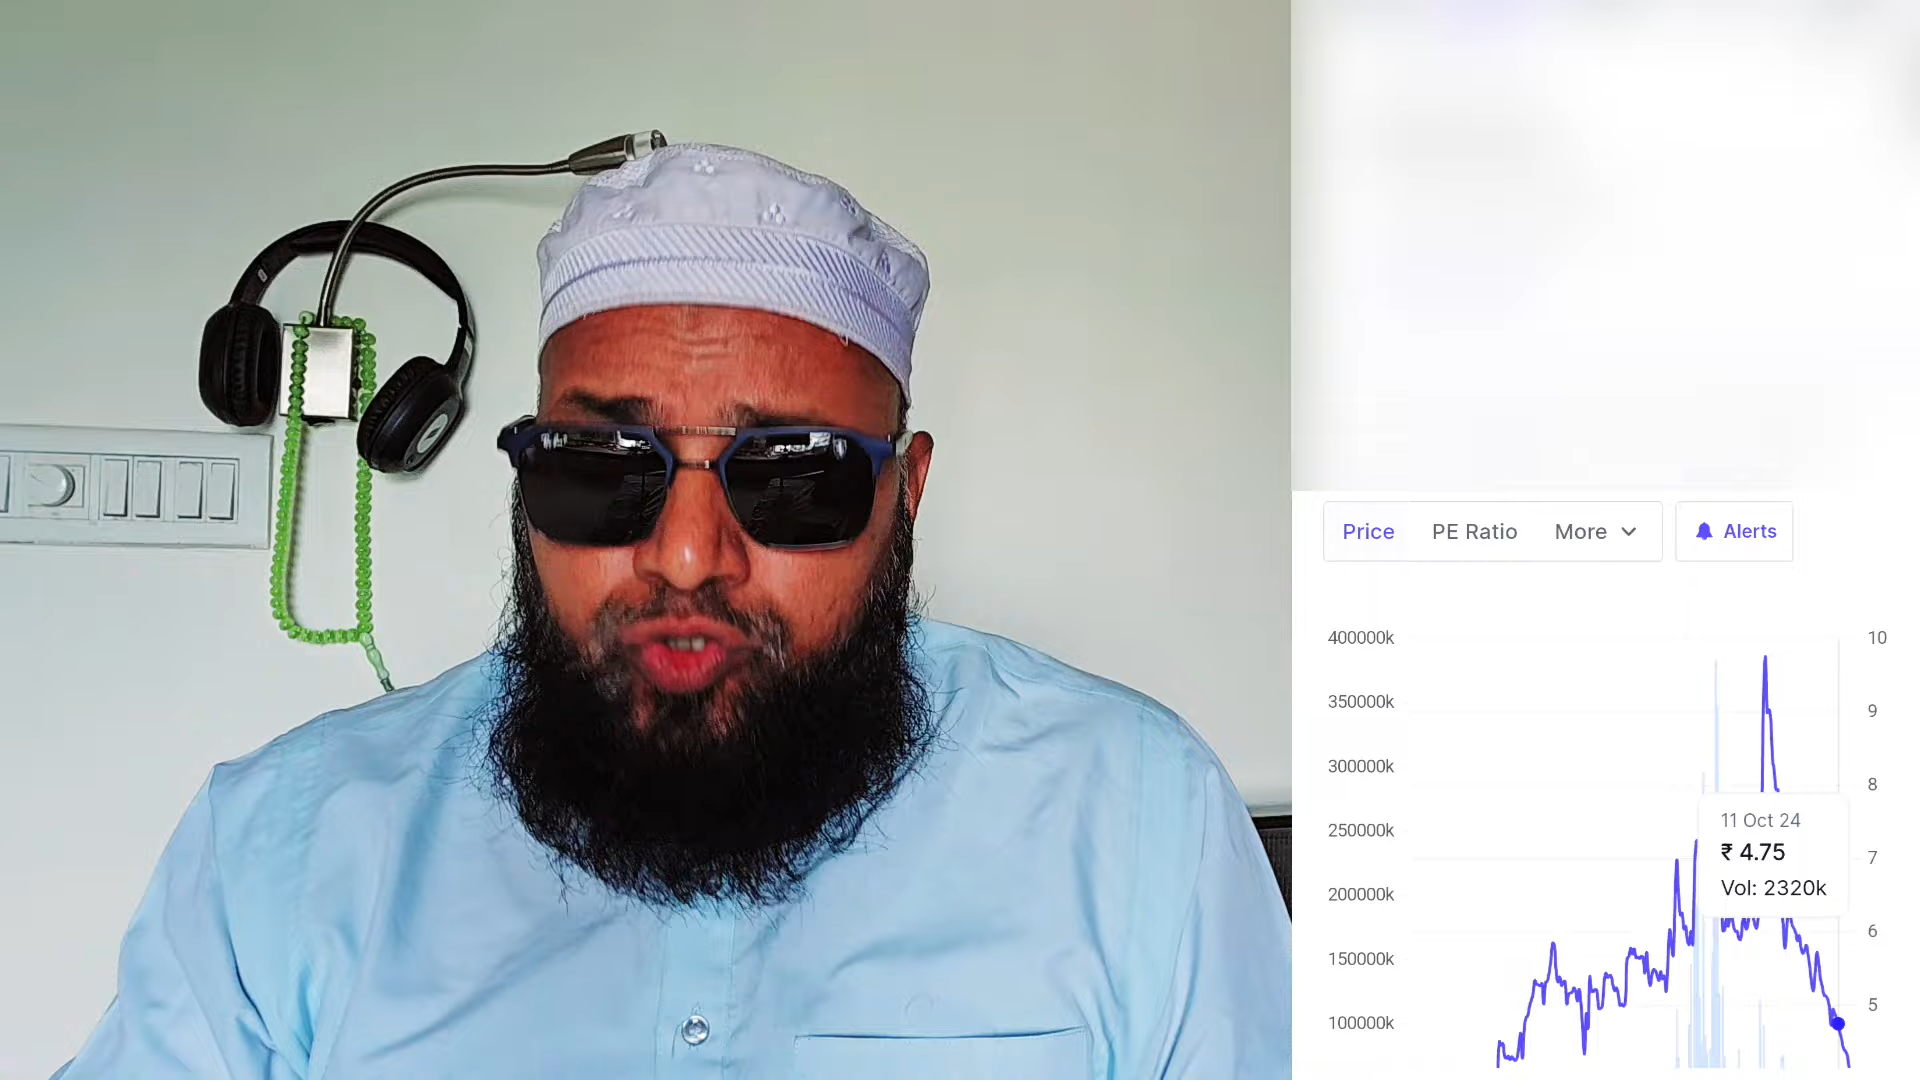 Price PE Ratio More Alerts
400000k 10
350000k 9
300000k 8
250000k 7
200000k 6
150000k 5
100000k
11 Oct 24
₹ 4.75
Vol: 2320k